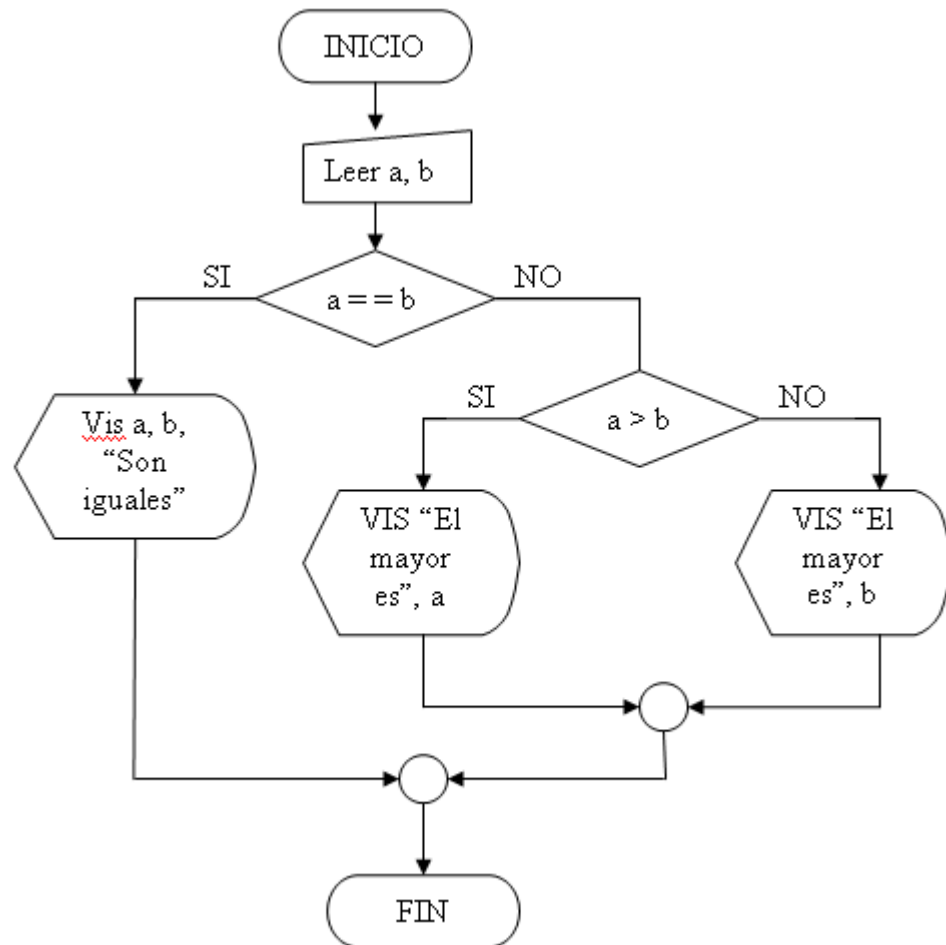 INICIO
Leer a, b
SI
NO
a = = b
Vis a, b,
“Son
iguales”
SI
NO
a > b
VIS “El
mayor
es”, a
VIS “El
mayor
es”, b
FIN